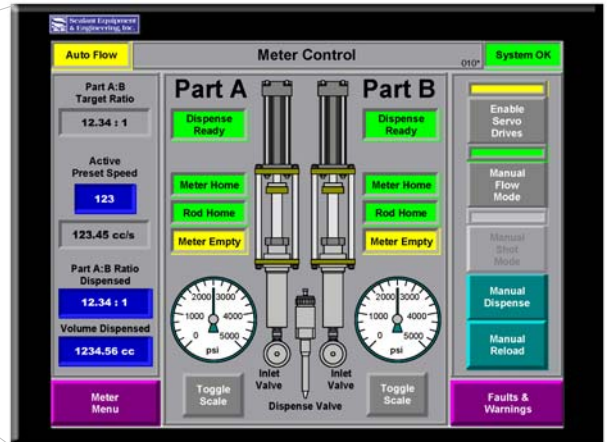 Sealant Equipment
& Engineering, Inc.
Auto Flow
Meter Control
010*
System OK
Part A:B
Target Ratio
12.34 : 1
Active
Preset Speed
123
123.45 cc/s
Part A:B Ratio
Dispensed
12.34 : 1
Volume Dispensed
1234.56 cc
Meter
Menu
Part A
Dispense
Ready
Meter Home
Rod Home
Meter Empty
2000 3000
1000 4000
0 5000
psi
Toggle
Scale
Inlet
Valve
Dispense Valve
Inlet
Valve
Part B
Dispense
Ready
Meter Home
Rod Home
Meter Empty
2000 3000
1000 4000
0 5000
psi
Toggle
Scale
Enable
Servo
Drives
Manual
Flow
Mode
Manual
Shot
Mode
Manual
Dispense
Manual
Reload
Faults &
Warnings